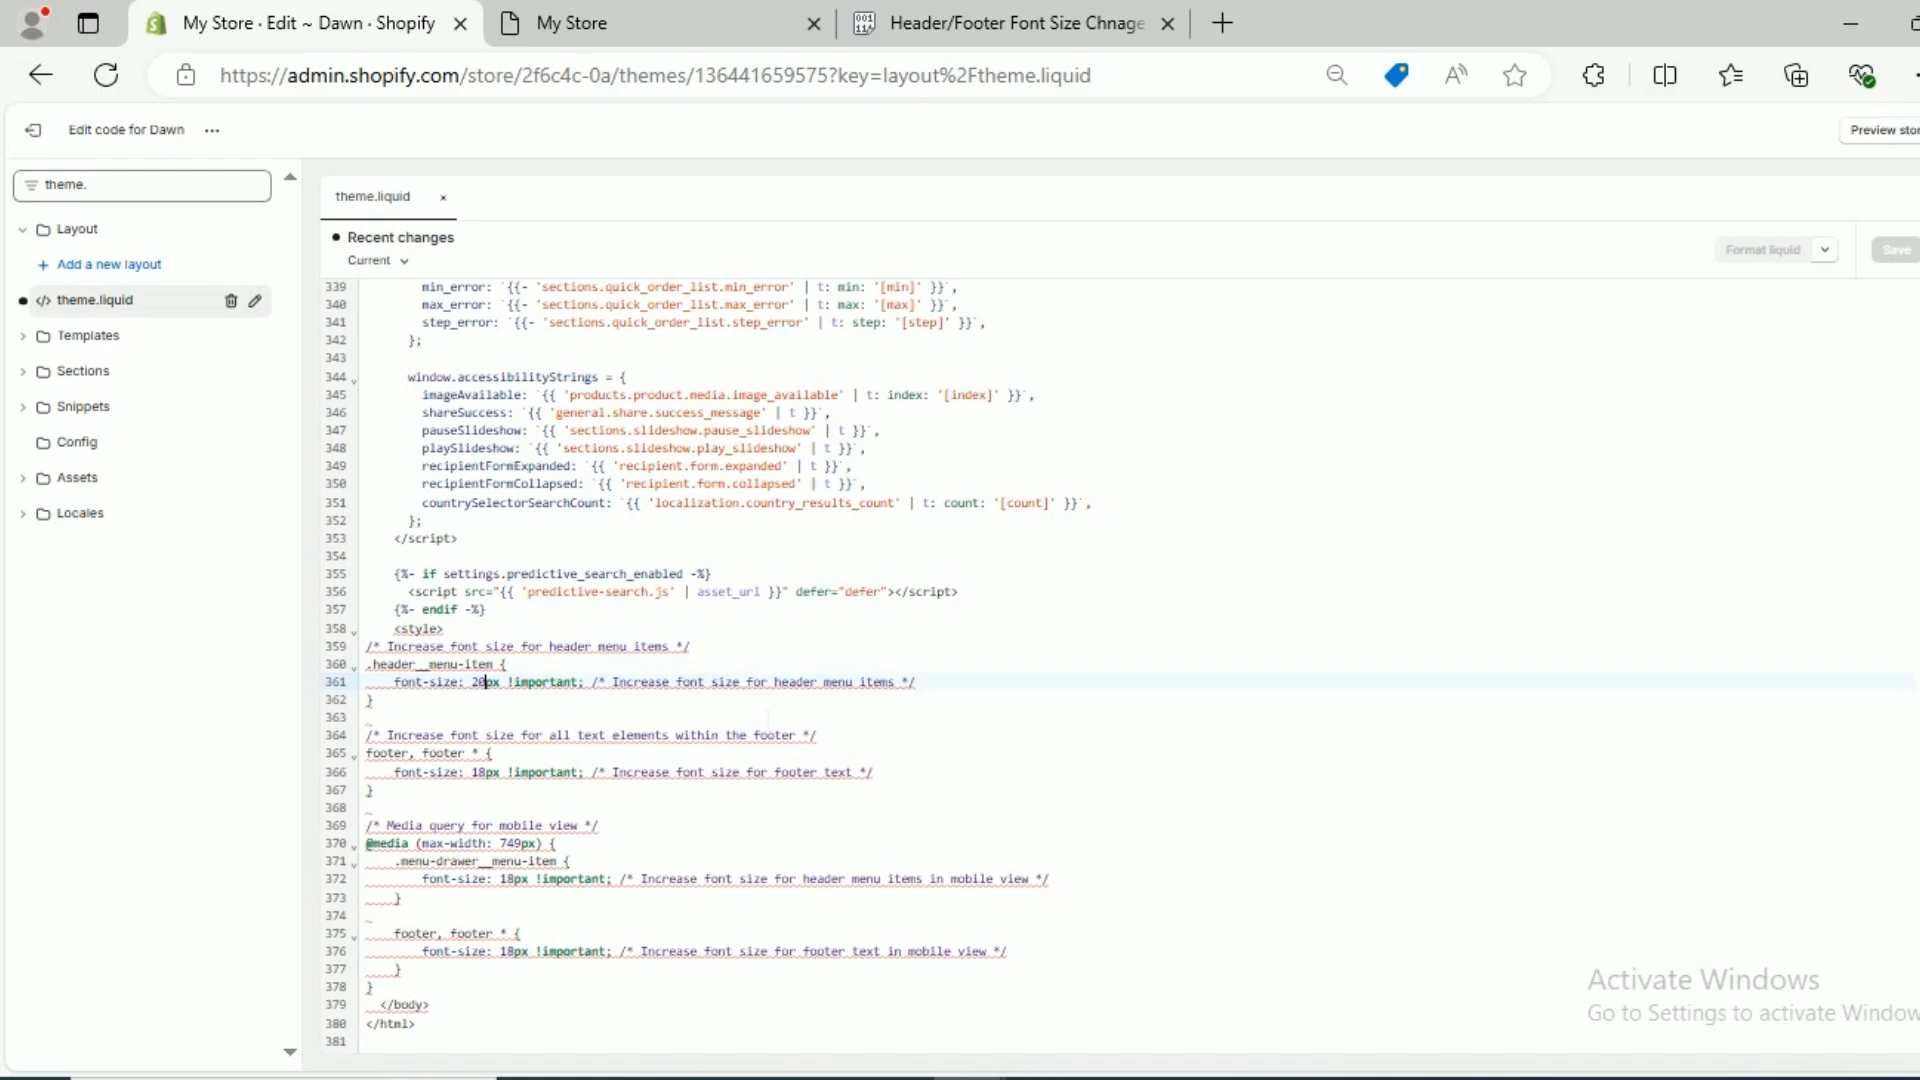 My Store · Edit ~ Dawn · Shopify
My Store
Header/Footer Font Size Chnage
https://admin.shopify.com/store/2f6c4c-0a/themes/136441659575?key=layout%2Ftheme.liquid
Edit code for Dawn
Preview stor
theme.
Layout
Add a new layout
theme.liquid
Templates
Sections
Snippets
Config
Assets
Locales
theme.liquid
Recent changes
Current
Format liquid
Save
339 min_error: `{{- 'sections.quick_order_list.min_error' | t: min: '[min]' }}`,
340 max_error: `{{- 'sections.quick_order_list.max_error' | t: max: '[max]' }}`,
341 step_error: `{{- 'sections.quick_order_list.step_error' | t: step: '[step]' }}`,
342 };
343
344 window.accessibilityStrings = {
345 imageAvailable: `{{ 'products.product.media.image_available' | t: index: '[index]' }}`,
346 shareSuccess: `{{ 'general.share.success_message' | t }}`,
347 pauseSlideshow: `{{ 'sections.slideshow.pause_slideshow' | t }}`,
348 playSlideshow: `{{ 'sections.slideshow.play_slideshow' | t }}`,
349 recipientFormExpanded: `{{ 'recipient.form.expanded' | t }}`,
350 recipientFormCollapsed: `{{ 'recipient.form.collapsed' | t }}`,
351 countrySelectorSearchCount: `{{ 'localization.country_results_count' | t: count: '[count]' }}`,
352 };
353 </script>
354
355 {%- if settings.predictive_search_enabled -%}
356 <script src="{{ 'predictive-search.js' | asset_url }}" defer="defer"></script>
357 {%- endif -%}
358 <style>
359 /* Increase font size for header menu items */
360 .header__menu-item {
361 font-size: 20px !important; /* Increase font size for header menu items */
362 }
363
364 /* Increase font size for all text elements within the footer */
365 footer, footer * {
366 font-size: 18px !important; /* Increase font size for footer text */
367 }
368
369 /* Media query for mobile view */
370 @media (max-width: 749px) {
371 .menu-drawer__menu-item {
372 font-size: 18px !important; /* Increase font size for header menu items in mobile view */
373 }
374
375 footer, footer * {
376 font-size: 18px !important; /* Increase font size for footer text in mobile view */
377 }
378 }
379 </body>
380 </html>
381
Activate Windows
Go to Settings to activate Window